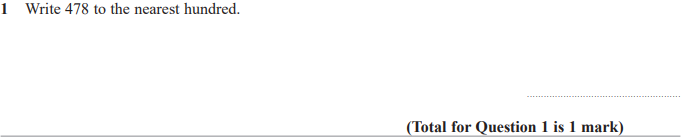 1 Write 478 to the nearest hundred.
(Total for Question 1 is 1 mark)